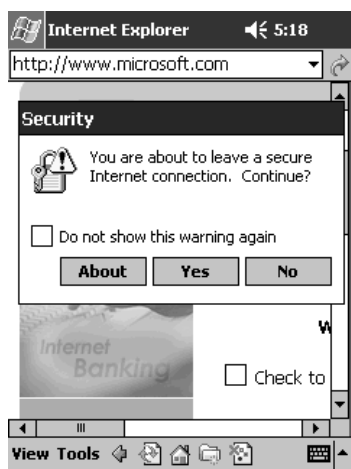 Internet Explorer 5:18
http://www.microsoft.com
Security
You are about to leave a secure
Internet connection. Continue?
Do not show this warning again
About Yes No
Internet
Banking
Check to
View Tools